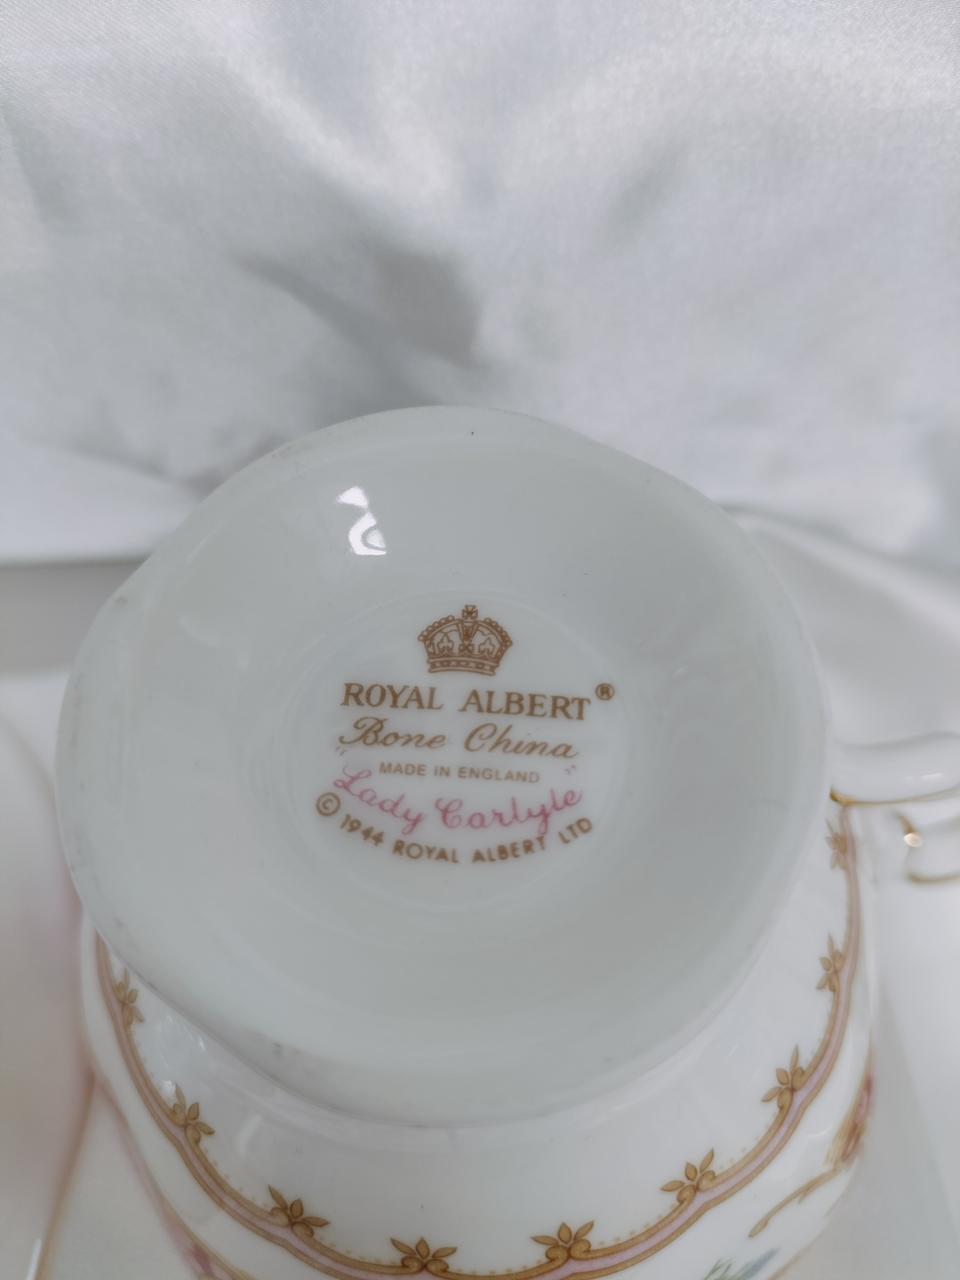 ROYAL ALBERT®
Bone China
MADE IN ENGLAND
"Lady Carlyle"
© 1944 ROYAL ALBERT LTD